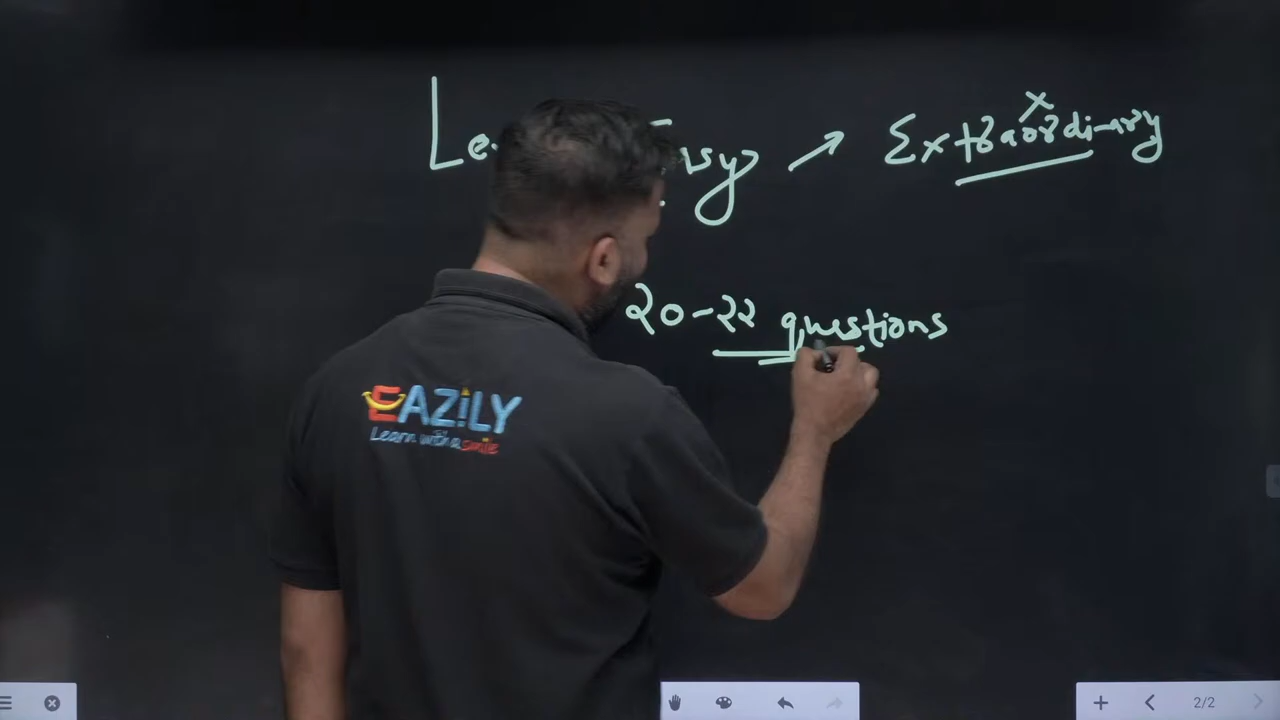 Extraordinary
20-22 questions
EAZiLY
Learn with a smile
2/2